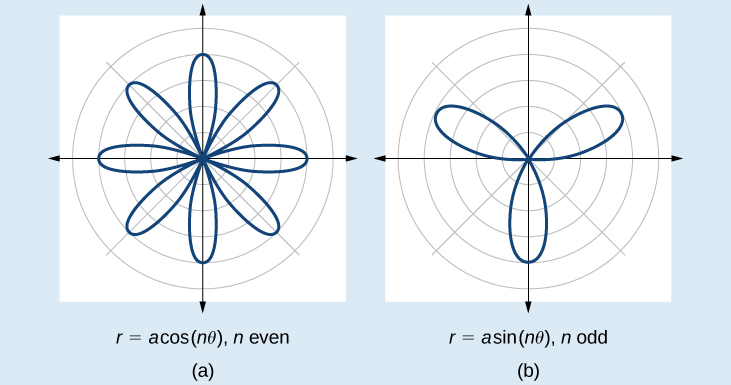 r = acos(nθ), n even
(a)
r = asin(nθ), n odd
(b)